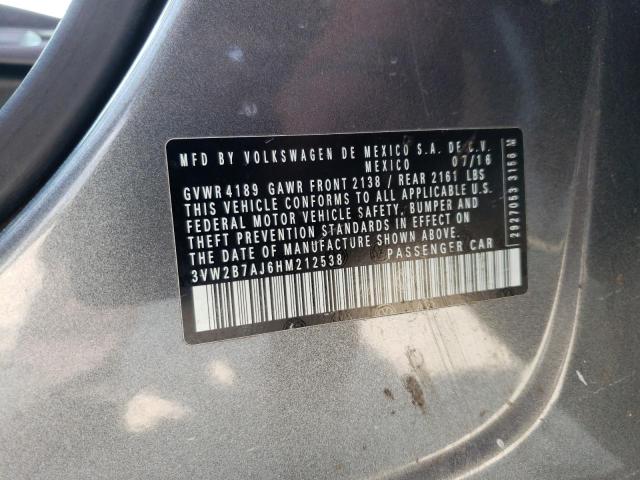 MFD BY VOLKSWAGEN DE MEXICO S.A. DE C.V.
MEXICO 07/16
GVWR 4189 GAWR FRONT 2138 / REAR 2161 LBS
THIS VEHICLE CONFORMS TO ALL APPLICABLE U.S.
FEDERAL MOTOR VEHICLE SAFETY, BUMPER AND
THEFT PREVENTION STANDARDS IN EFFECT ON
THE DATE OF MANUFACTURE SHOWN ABOVE.
3VW2B7AJ6HM212538 PASSENGER CAR
2927053 3156 M